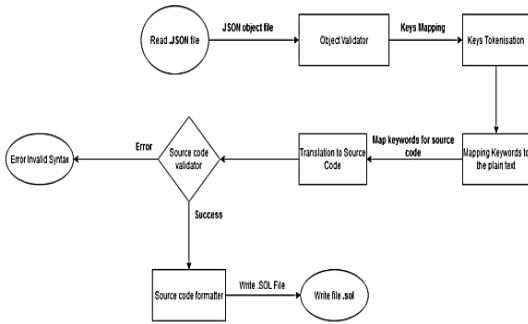 JSON object file
Keys Mapping
Read .JSON file
Object Validator
Keys Tokenisation
Error
Source code
validator
Map keywords for source
code
Error Invalid Syntax
Translation to Source
Code
Mapping Keywords to
the plain text
Success
Source code formatter
Write .SOL File
Write file .sol